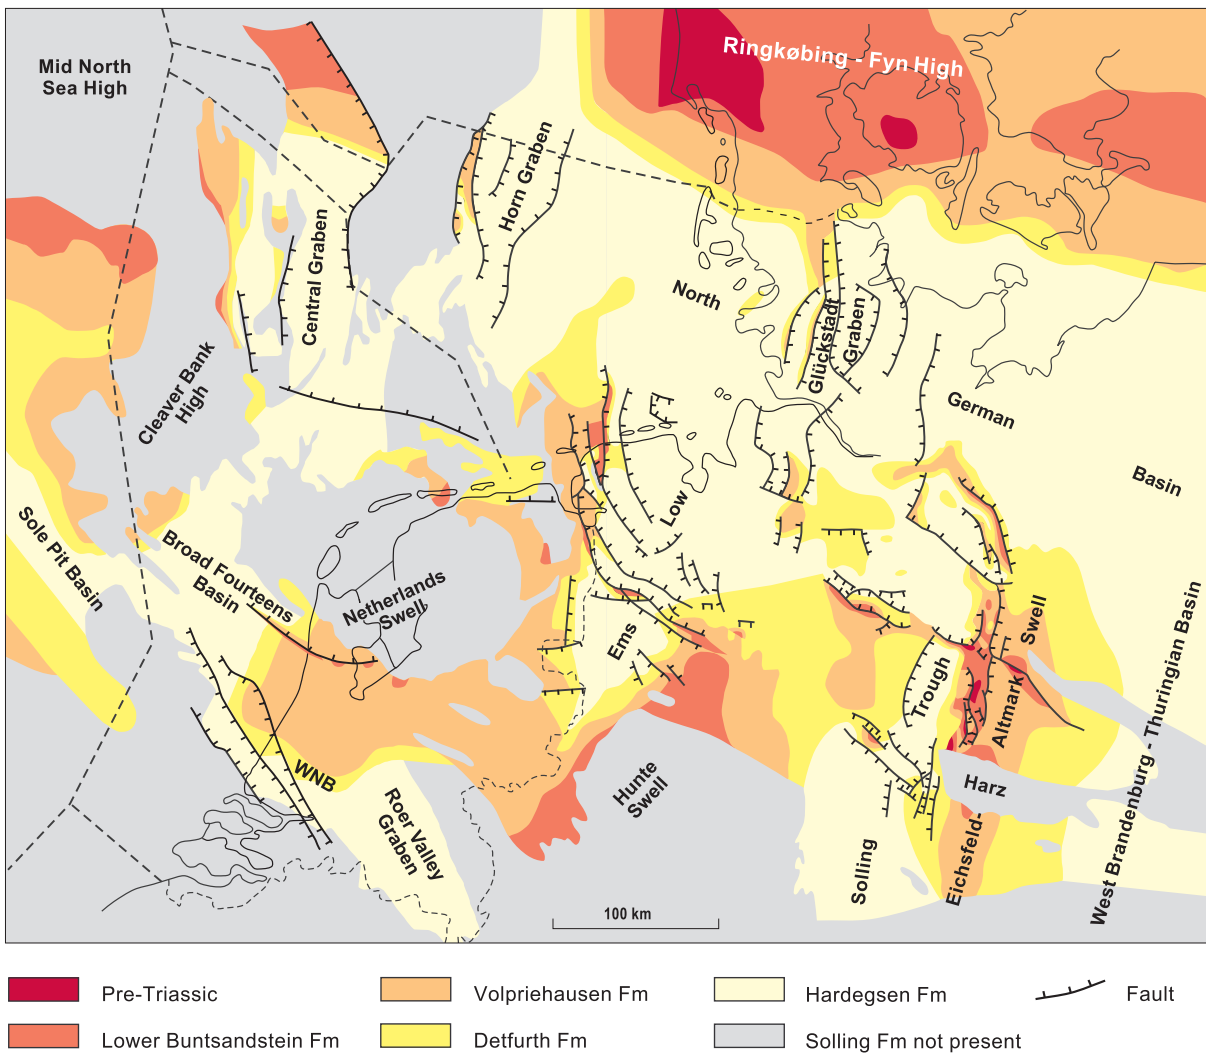 Mid North
Sea High
Ringkøbing - Fyn High
Horn Graben
Central Graben
North
Glückstadt
Graben
Cleaver Bank
High
German
Basin
Low
Sole Pit Basin
Broad Fourteens
Basin
Netherlands
Swell
Ems
Swell
Trough
Altmark
West Brandenburg - Thuringian Basin
WNB
Hunte
Swell
Harz
Roer Valley
Graben
Solling
Eichsfeld-
100 km
Pre-Triassic
Volpriehausen Fm
Hardegsen Fm
Fault
Lower Buntsandstein Fm
Detfurth Fm
Solling Fm not present